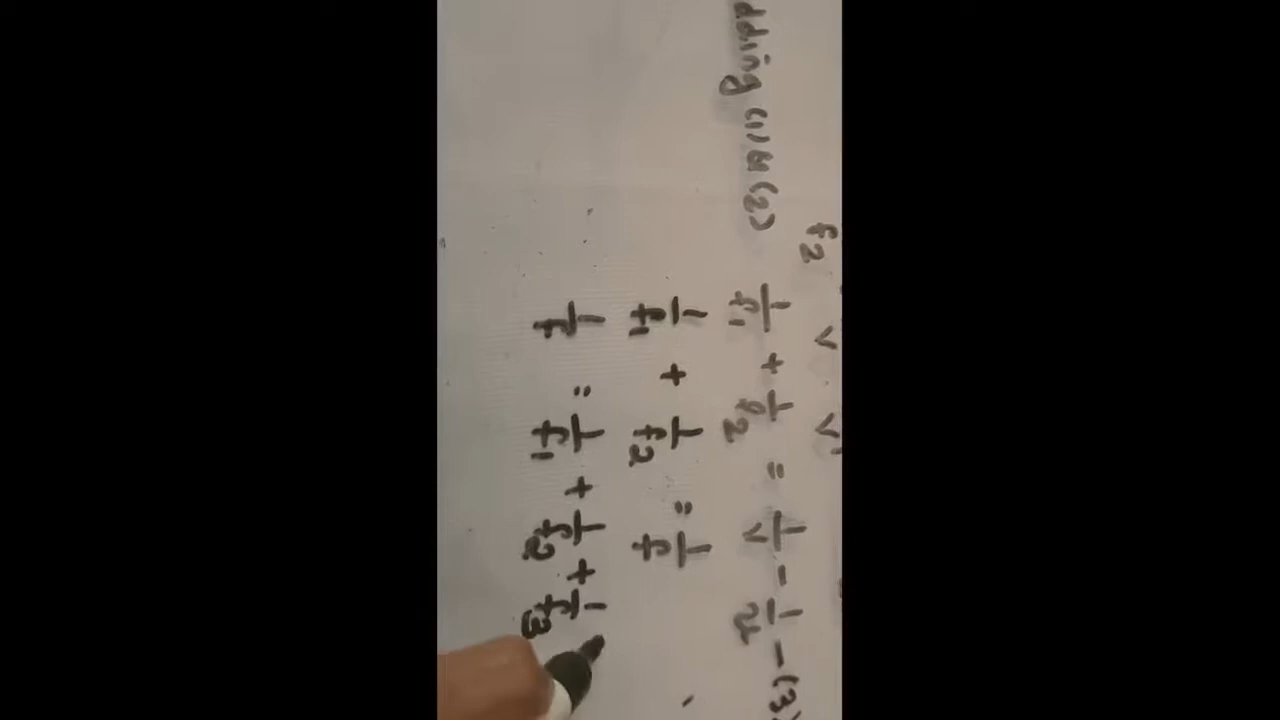 f2 v v'
dding (1) & (2)
1/f1 + 1/f2 = 1/v - 1/u - (3)
1/f1 + 1/f2 = 1/f
1/f = 1/f1 + 1/f2 + 1/f3